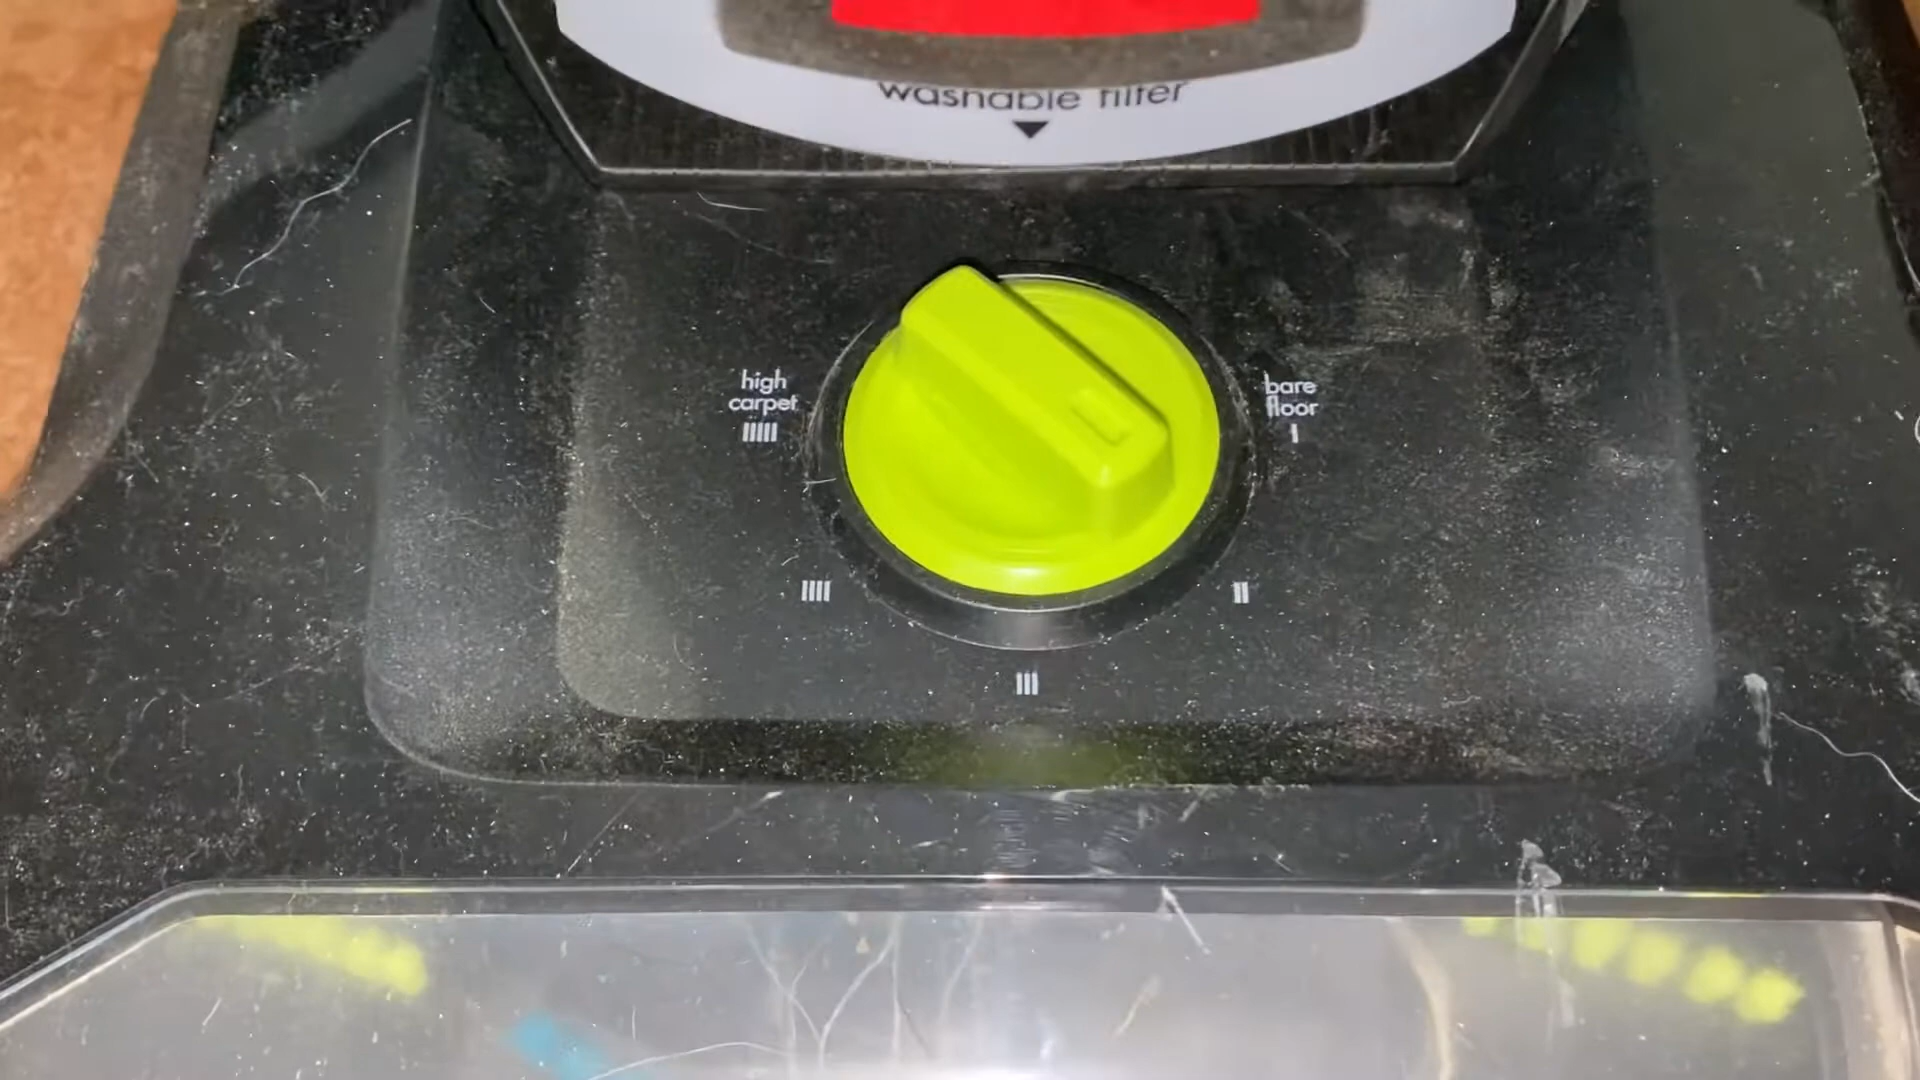 washable filter
high
carpet
IIIII
bare
floor
I
IIII
II
III